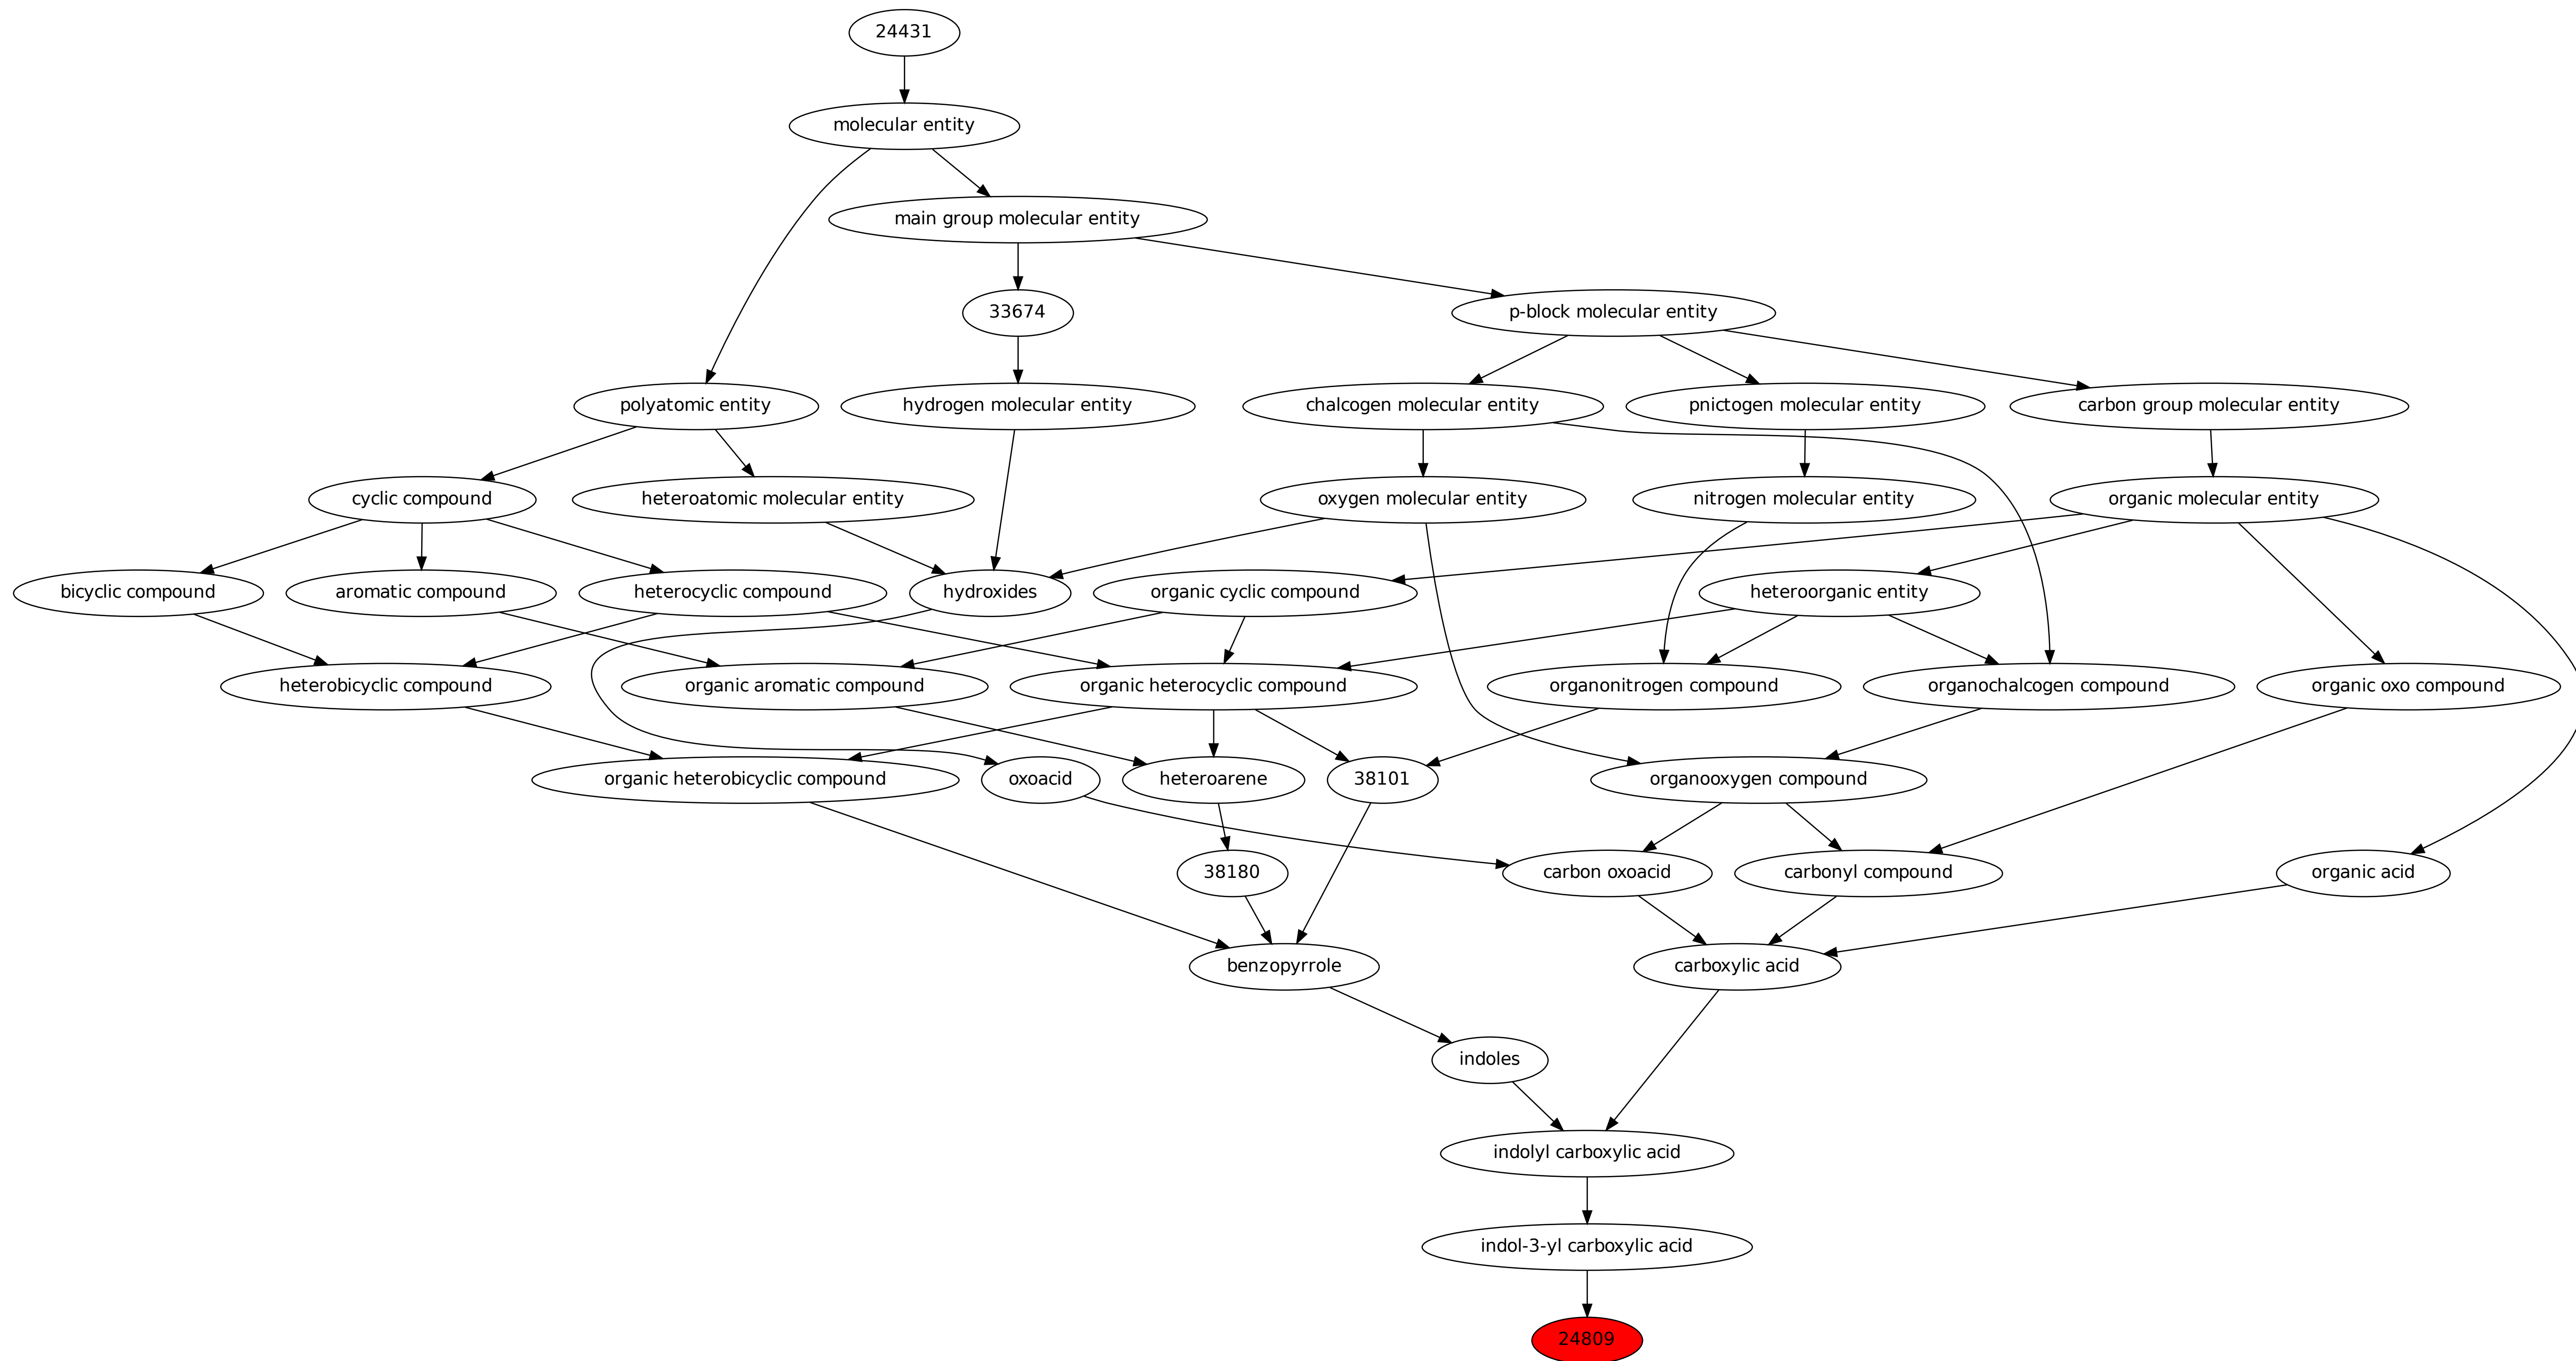 24431
molecular entity
main group molecular entity
33674
p-block molecular entity
polyatomic entity
hydrogen molecular entity
chalcogen molecular entity
pnictogen molecular entity
carbon group molecular entity
cyclic compound
heteroatomic molecular entity
oxygen molecular entity
nitrogen molecular entity
organic molecular entity
bicyclic compound
aromatic compound
heterocyclic compound
hydroxides
organic cyclic compound
heteroorganic entity
heterobicyclic compound
organic aromatic compound
organic heterocyclic compound
organonitrogen compound
organochalcogen compound
organic oxo compound
organic heterobicyclic compound
oxoacid
heteroarene
38101
organooxygen compound
38180
carbon oxoacid
carbonyl compound
organic acid
benzopyrrole
carboxylic acid
indoles
indolyl carboxylic acid
indol-3-yl carboxylic acid
24809